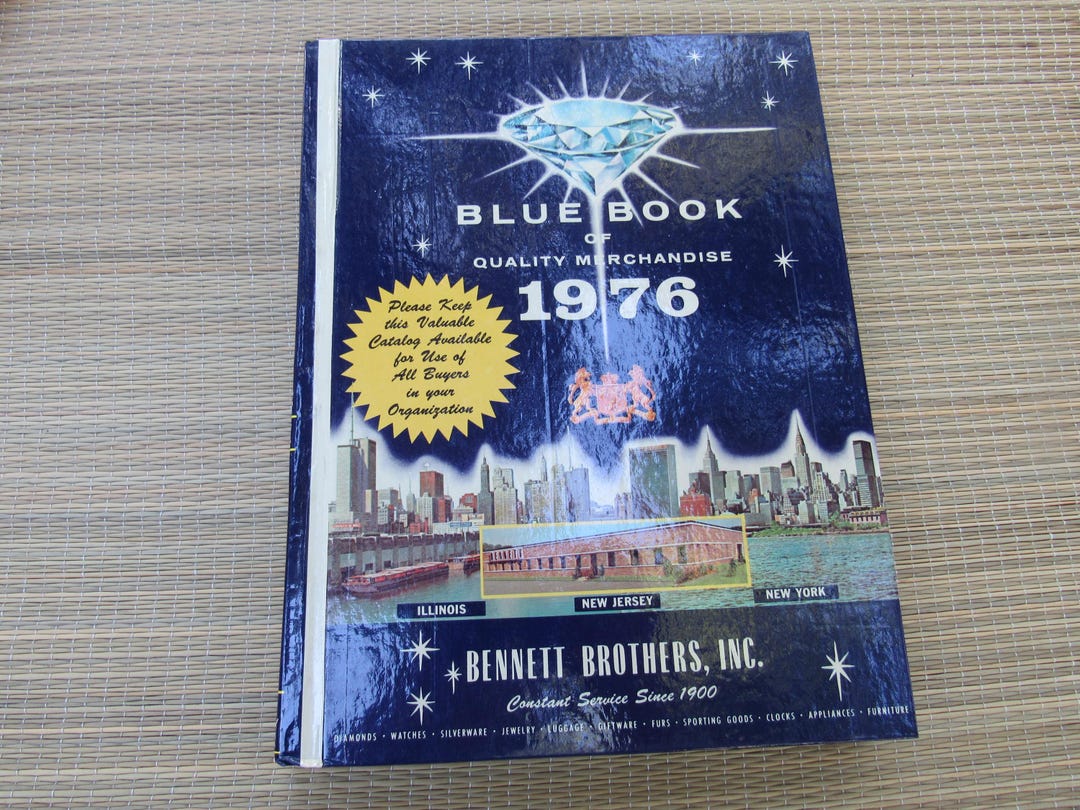 BLUE BOOK
OF
QUALITY MERCHANDISE
1976
Please Keep
this Valuable
Catalog Available
for Use of
All Buyers
in your
Organization
BENNETT
ILLINOIS
NEW JERSEY
NEW YORK
BENNETT BROTHERS, INC.
Constant Service Since 1900
DIAMONDS · WATCHES · SILVERWARE · JEWELRY · LUGGAGE · GIFTWARE · FURS · SPORTING GOODS · CLOCKS · APPLIANCES · FURNITURE